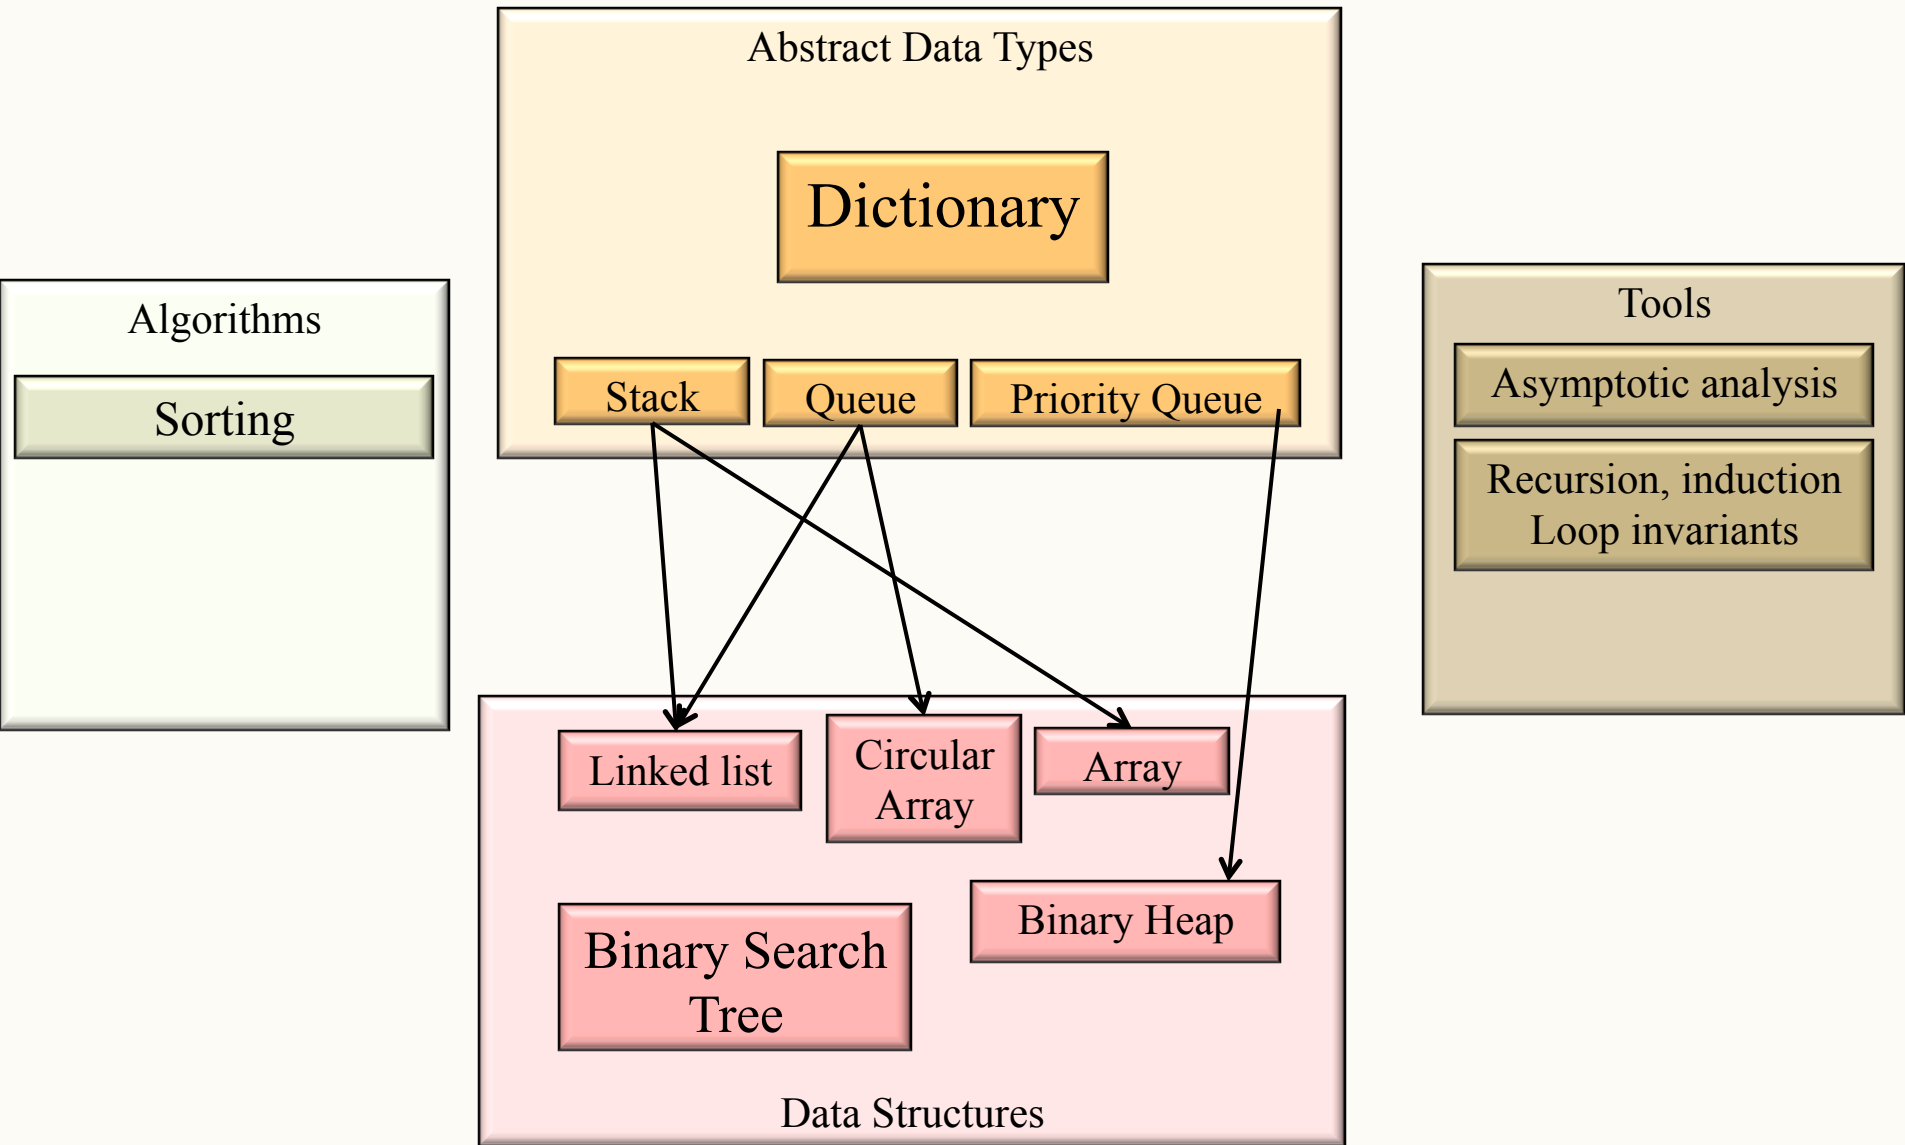 Abstract Data Types
Dictionary
Stack
Queue
Priority Queue
Algorithms
Sorting
Tools
Asymptotic analysis
Recursion, induction
Loop invariants
Linked list
Circular
Array
Array
Binary Heap
Binary Search
Tree
Data Structures